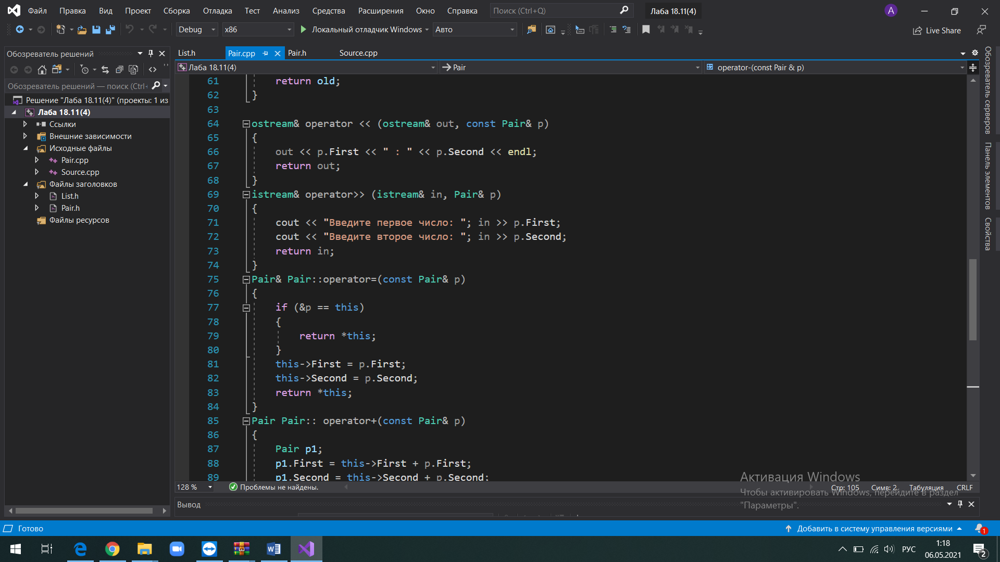 Файл Правка Вид Проект Сборка Отладка Тест Анализ Средства Расширения Окно Справка Поиск (Ctrl+Q) Лаба 18.11(4) A
Debug x86 Локальный отладчик Windows Авто Live Share
Обозреватель решений
Обозреватель решений — поиск (Ctrl+
Решение "Лаба 18.11(4)" (проекты: 1 из
Лаба 18.11(4)
Ссылки
Внешние зависимости
Исходные файлы
Pair.cpp
Source.cpp
Файлы заголовков
List.h
Pair.h
Файлы ресурсов
List.h Pair.cpp Pair.h Source.cpp
Лаба 18.11(4) Pair operator-(const Pair & p)
61 return old;
62 }
63
64 ostream& operator << (ostream& out, const Pair& p)
65 {
66 out << p.First << " : " << p.Second << endl;
67 return out;
68 }
69 istream& operator>> (istream& in, Pair& p)
70 {
71 cout << "Введите первое число: "; in >> p.First;
72 cout << "Введите второе число: "; in >> p.Second;
73 return in;
74 }
75 Pair& Pair::operator=(const Pair& p)
76 {
77 if (&p == this)
78 {
79 return *this;
80 }
81 this->First = p.First;
82 this->Second = p.Second;
83 return *this;
84 }
85 Pair Pair:: operator+(const Pair& p)
86 {
87 Pair p1;
88 p1.First = this->First + p.First;
89 p1.Second = this->Second + p.Second;
128 % Проблемы не найдены. Стр: 105 Симв: 2 Табуляция CRLF
Вывод
Обозреватель серверов
Панель элементов
Свойства
Активация Windows
Чтобы активировать Windows, перейдите в раздел
"Параметры".
Готово Добавить в систему управления версиями 1
РУС 1:18
06.05.2021 2